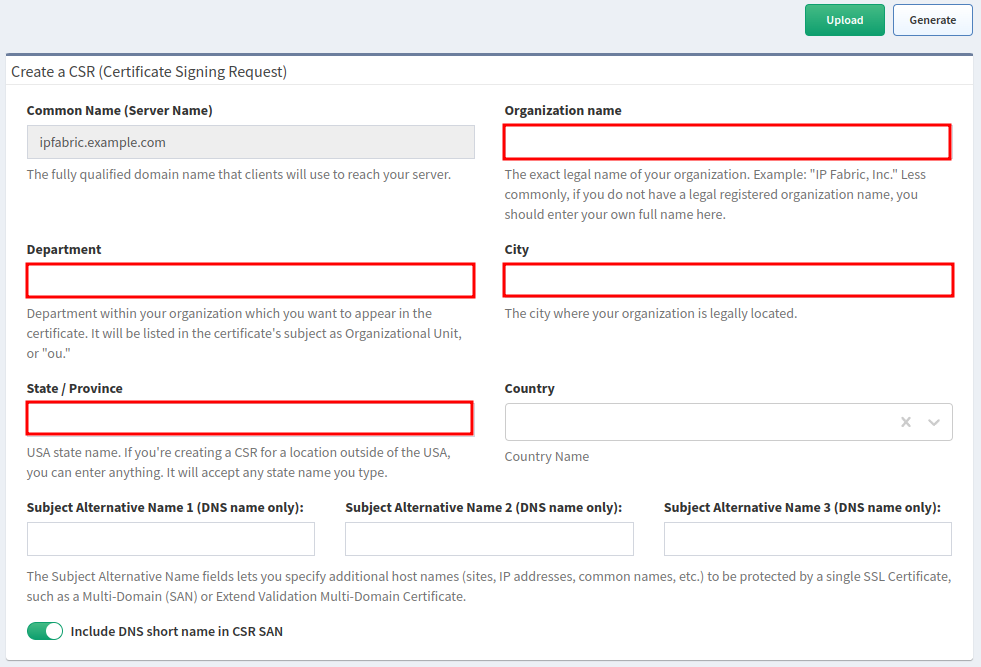 Upload
Generate
Create a CSR (Certificate Signing Request)
Common Name (Server Name)
ipfabric.example.com
The fully qualified domain name that clients will use to reach your server.
Organization name
The exact legal name of your organization. Example: "IP Fabric, Inc." Less
commonly, if you do not have a legal registered organization name, you
should enter your own full name here.
Department
Department within your organization which you want to appear in the
certificate. It will be listed in the certificate's subject as Organizational Unit,
or "ou."
City
The city where your organization is legally located.
State / Province
USA state name. If you're creating a CSR for a location outside of the USA,
you can enter anything. It will accept any state name you type.
Country
Country Name
Subject Alternative Name 1 (DNS name only):
Subject Alternative Name 2 (DNS name only):
Subject Alternative Name 3 (DNS name only):
The Subject Alternative Name fields lets you specify additional host names (sites, IP addresses, common names, etc.) to be protected by a single SSL Certificate,
such as a Multi-Domain (SAN) or Extend Validation Multi-Domain Certificate.
Include DNS short name in CSR SAN